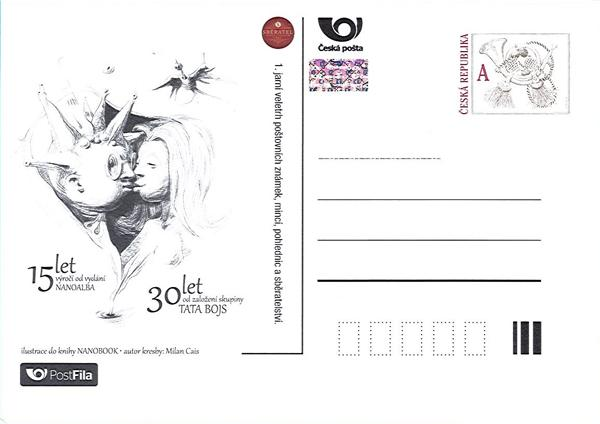 SBĚRATEL
Česká pošta
ČESKÁ REPUBLIKA
A
1. jarní veletrh poštovních známek, mincí, pohlednic a sběratelství.
15 let
výročí od vydání
NANOALBA
30 let
od založení skupiny
TATA BOJS
ilustrace do knihy NANOBOOK • autor kresby: Milan Cais
PostFila